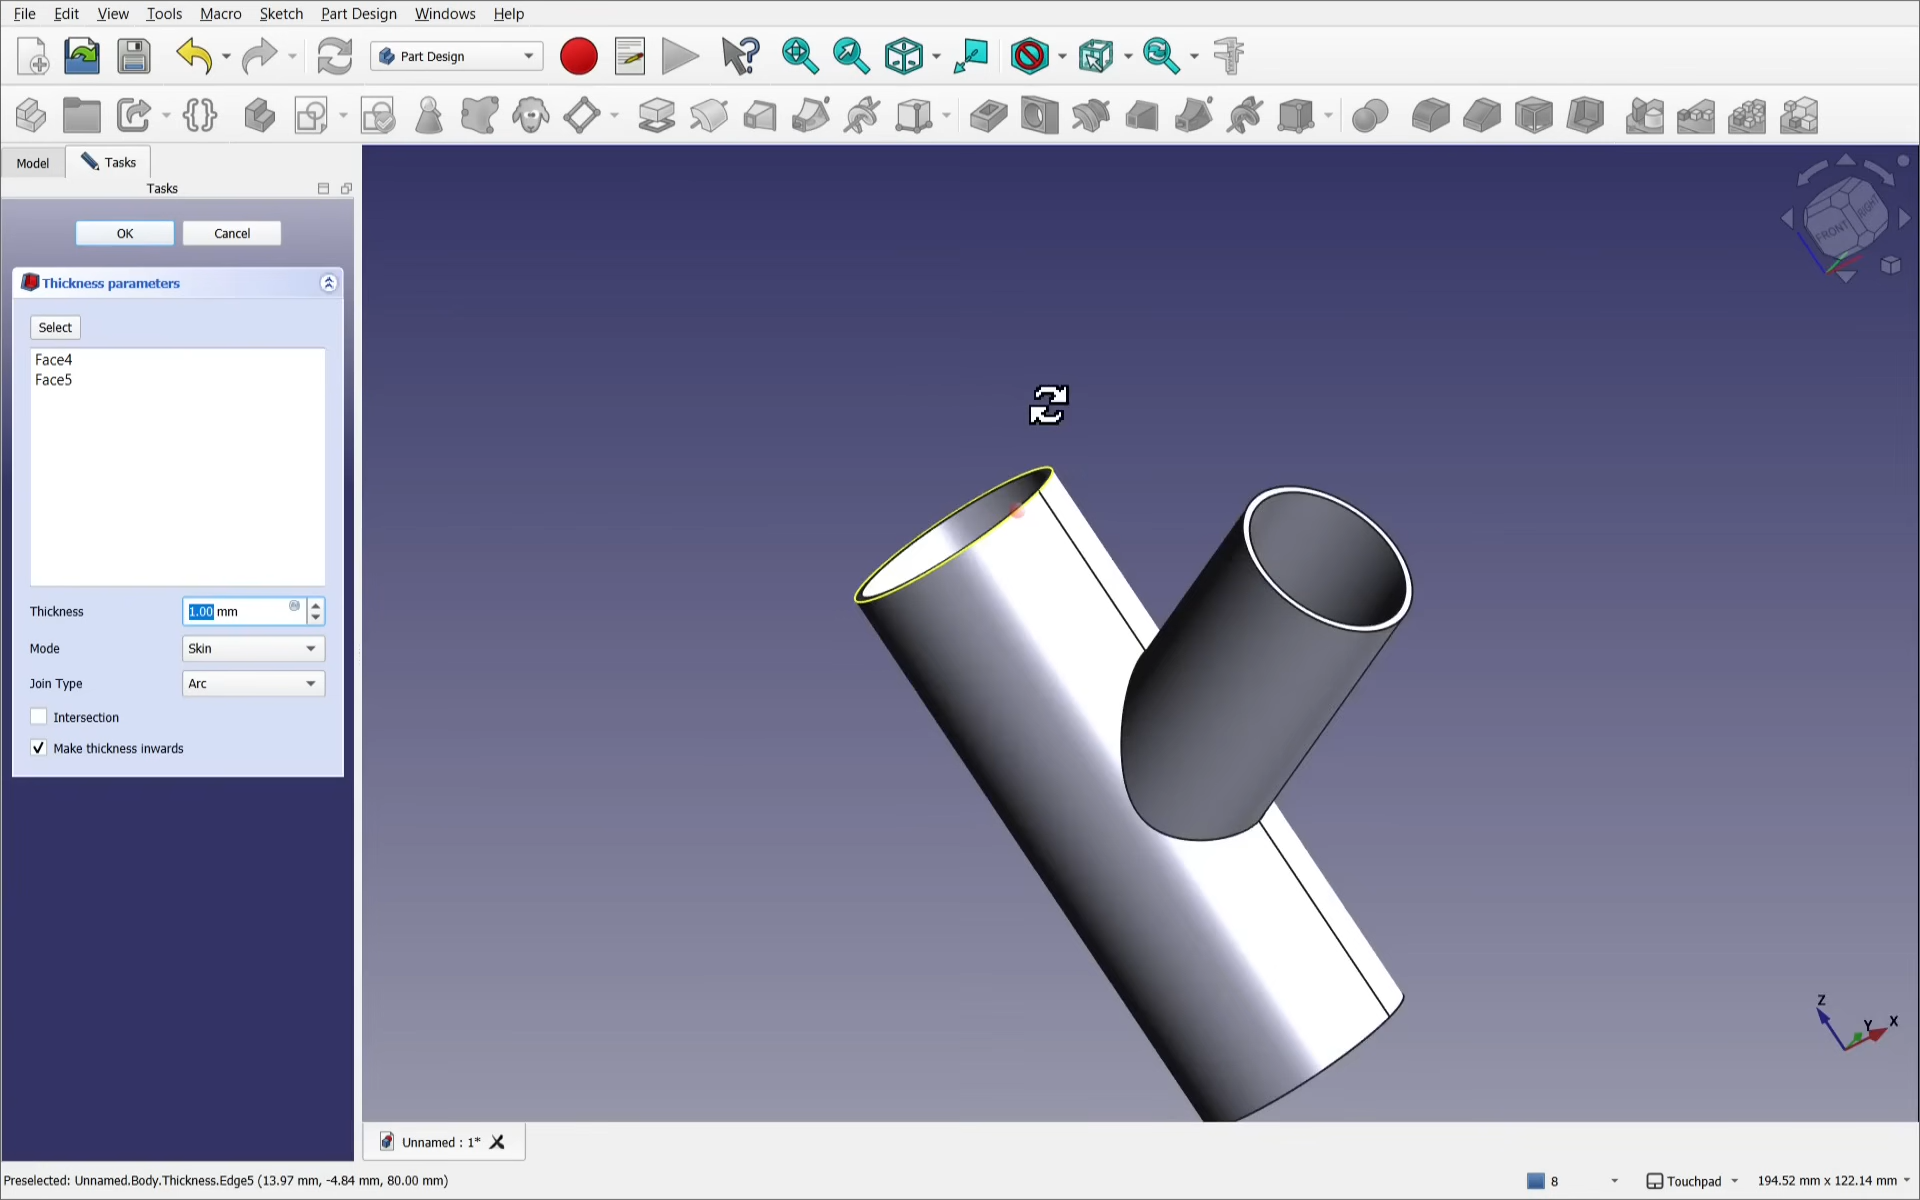 File Edit View Tools Macro Sketch Part Design Windows Help
Part Design
Model Tasks
Tasks
OK Cancel
Thickness parameters
Select
Face4
Face5
Thickness 1.00 mm
Mode Skin
Join Type Arc
Intersection
Make thickness inwards
FRONT RIGHT
Z Y X
Unnamed : 1*
Preselected: Unnamed.Body.Thickness.Edge5 (13.97 mm, -4.84 mm, 80.00 mm) 8 Touchpad 194.52 mm x 122.14 mm